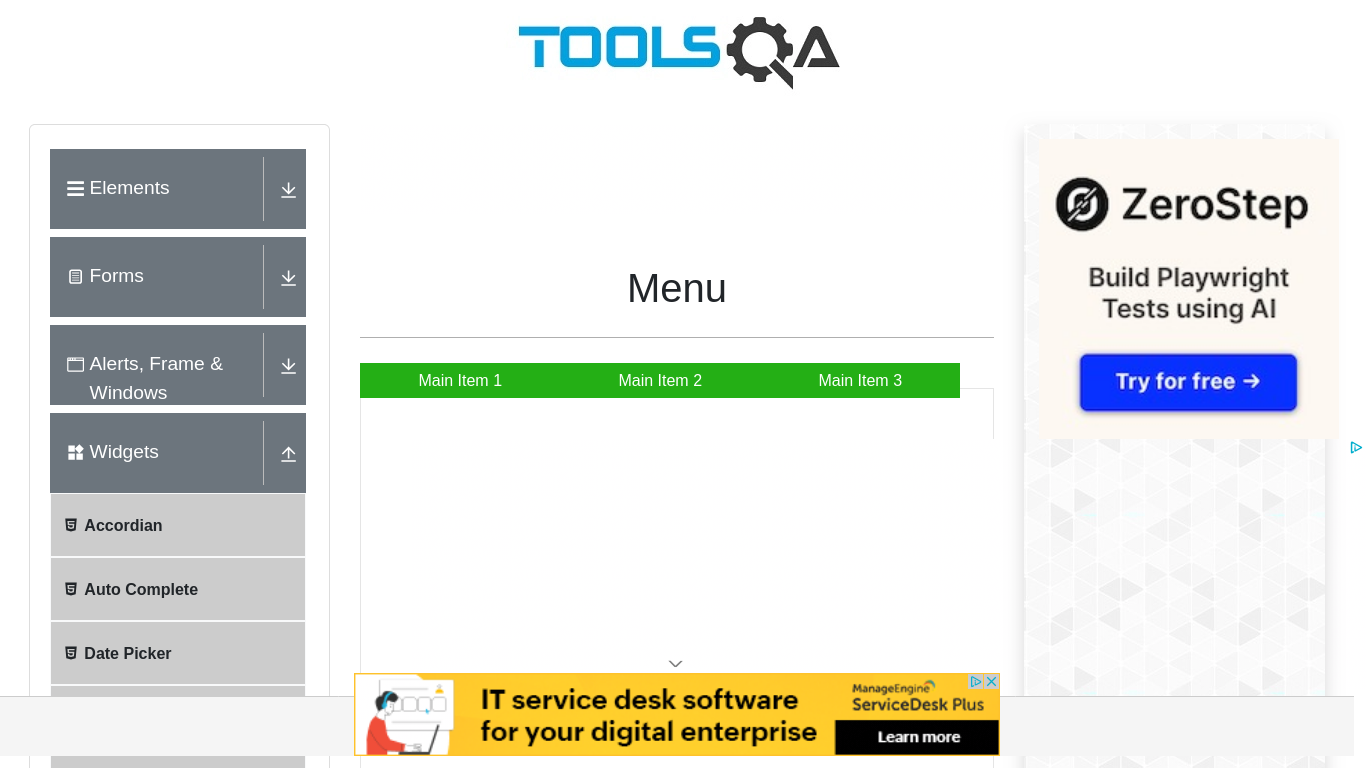 TOOLSQA
Elements
Forms
Alerts, Frame &
Windows
Widgets
Accordian
Auto Complete
Date Picker
Menu
Main Item 1
Main Item 2
Main Item 3
ZeroStep
Build Playwright
Tests using AI
Try for free →
IT service desk software
for your digital enterprise
ManageEngine
ServiceDesk Plus
Learn more